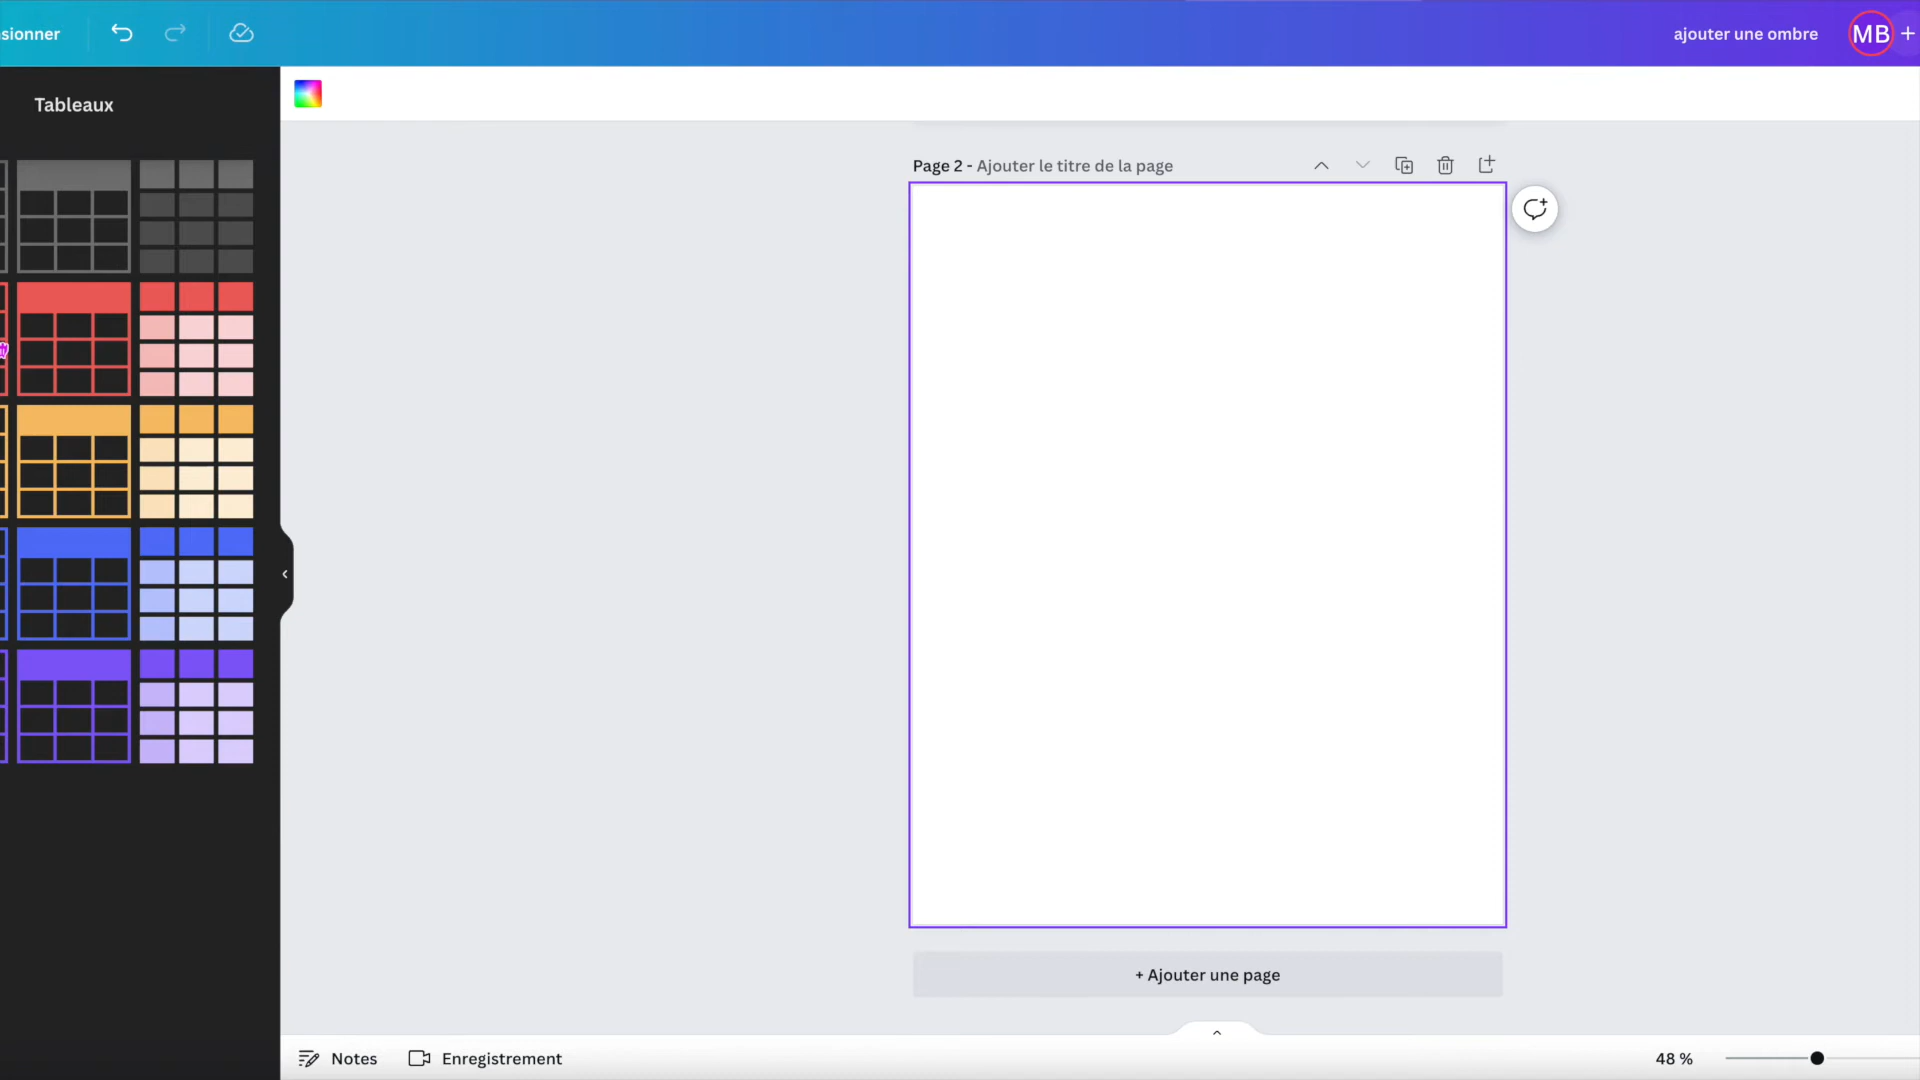 sionner
ajouter une ombre
MB
Tableaux
Page 2 - Ajouter le titre de la page
+ Ajouter une page
Notes
Enregistrement
48 %